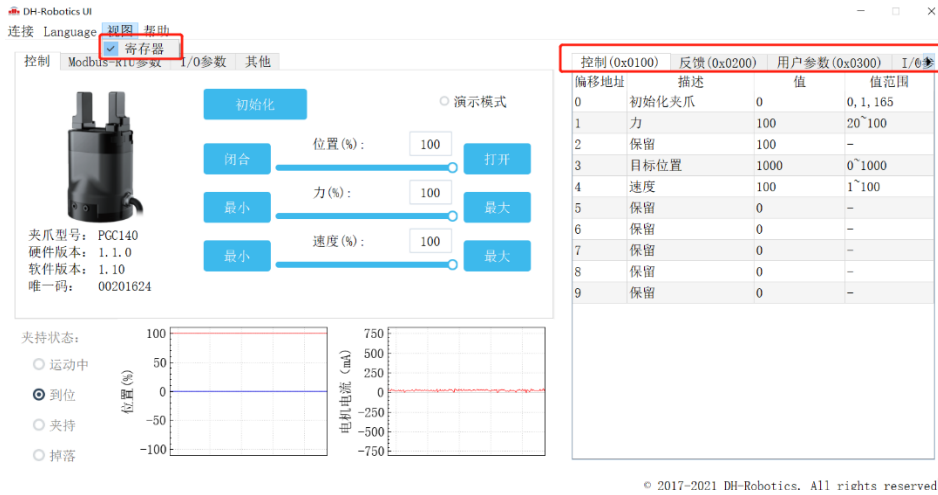 DH-Robotics UI
连接 Language 视图 帮助
寄存器
控制 Modbus-RTU参数 I/O参数 其他
初始化 演示模式
位置(%): 100
闭合 打开
力(%): 100
最小 最大
速度(%): 100
最小 最大
夹爪型号: PGC140
硬件版本: 1.1.0
软件版本: 1.10
唯一码: 00201624
夹持状态:
运动中
到位
夹持
掉落
位置(%)
100
50
0
-50
-100
电机电流 (mA)
750
500
250
0
-250
-500
-750
控制(0x0100) 反馈(0x0200) 用户参数(0x0300) I/0参
偏移地址 描述 值 值范围
0 初始化夹爪 0 0,1,165
1 力 100 20~100
2 保留 100 -
3 目标位置 1000 0~1000
4 速度 100 1~100
5 保留 0 -
6 保留 0 -
7 保留 0 -
8 保留 0 -
9 保留 0 -
© 2017-2021 DH-Robotics. All rights reserved